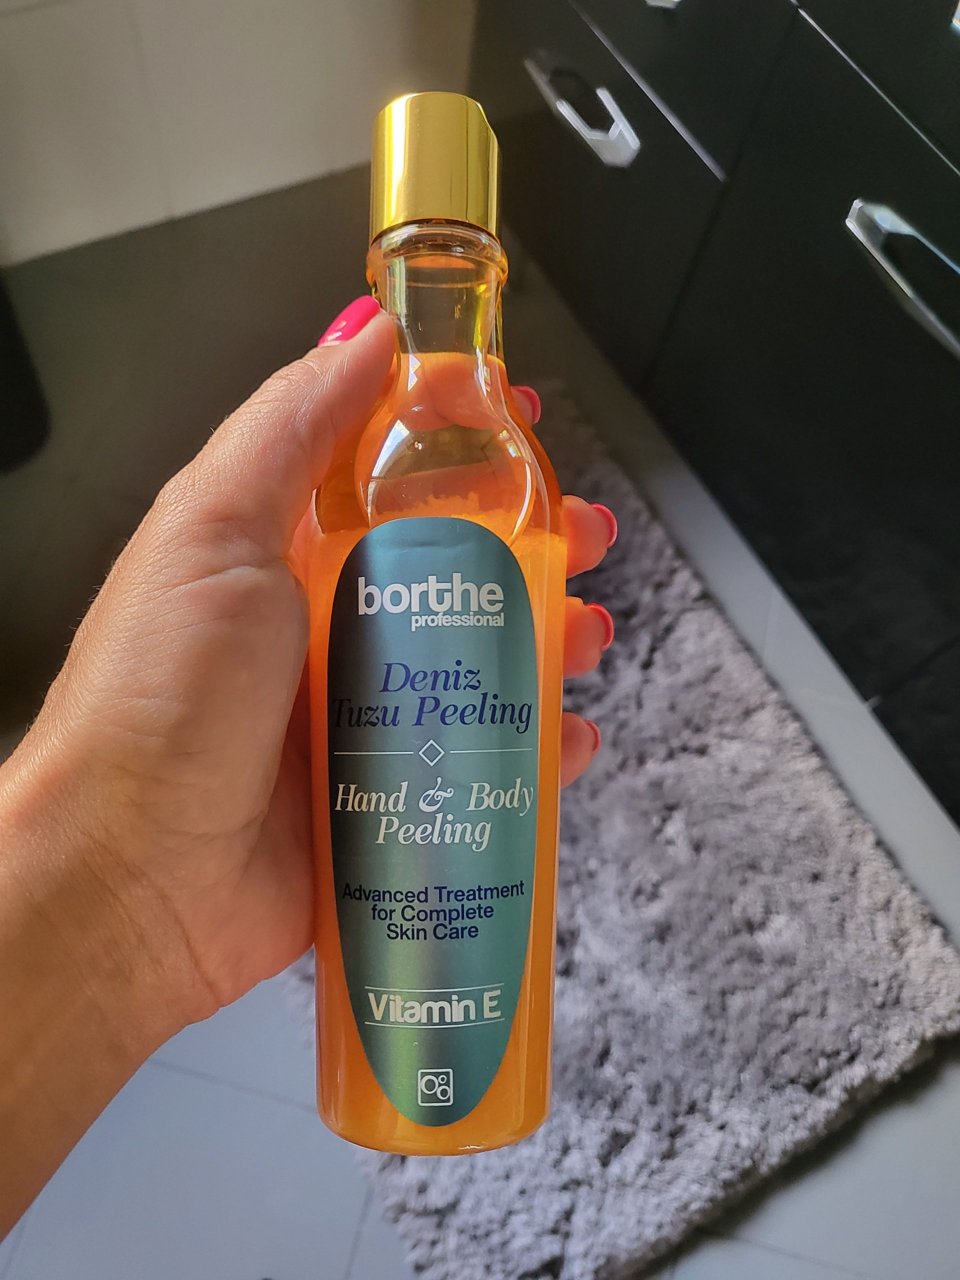 borthe
professional
Deniz
Tuzu Peeling
Hand & Body
Peeling
Advanced Treatment
for Complete
Skin Care
Vitamin E